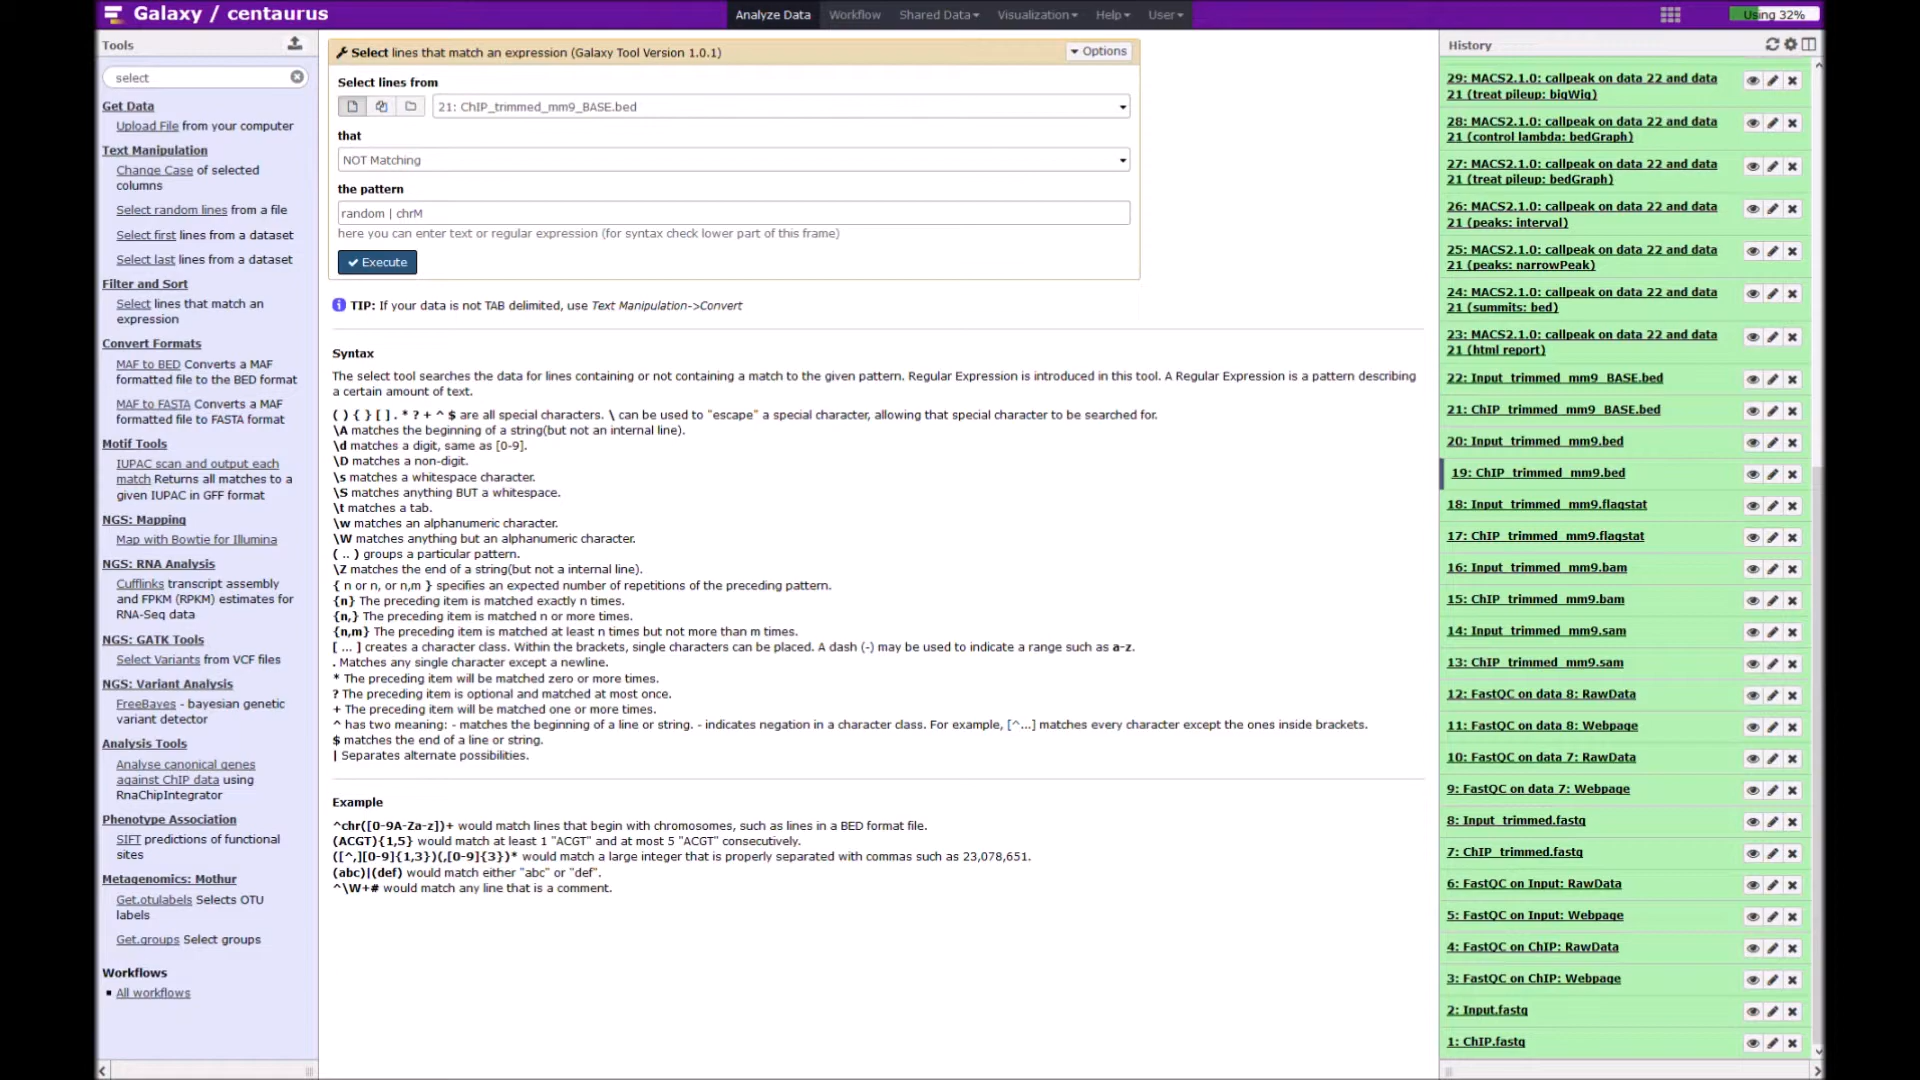 Galaxy / centaurus
Analyze Data
Workflow
Shared Data
Visualization
Help
User
Using 32%
Tools
select
Get Data
Upload File from your computer
Text Manipulation
Change Case of selected
columns
Select random lines from a file
Select first lines from a dataset
Select last lines from a dataset
Filter and Sort
Select lines that match an
expression
Convert Formats
MAF to BED Converts a MAF
formatted file to the BED format
MAF to FASTA Converts a MAF
formatted file to FASTA format
Motif Tools
IUPAC scan and output each
match Returns all matches to a
given IUPAC in GFF format
NGS: Mapping
Map with Bowtie for Illumina
NGS: RNA Analysis
Cufflinks transcript assembly
and FPKM (RPKM) estimates for
RNA-Seq data
NGS: GATK Tools
Select Variants from VCF files
NGS: Variant Analysis
FreeBayes - bayesian genetic
variant detector
Analysis Tools
Analyse canonical genes
against ChIP data using
RnaChipIntegrator
Phenotype Association
SIFT predictions of functional
sites
Metagenomics: Mothur
Get.otulabels Selects OTU
labels
Get.groups Select groups
Workflows
All workflows
Select lines that match an expression (Galaxy Tool Version 1.0.1)
Options
Select lines from
21: ChIP_trimmed_mm9_BASE.bed
that
NOT Matching
the pattern
random | chrM
here you can enter text or regular expression (for syntax check lower part of this frame)
Execute
TIP: If your data is not TAB delimited, use Text Manipulation->Convert
Syntax
The select tool searches the data for lines containing or not containing a match to the given pattern. Regular Expression is introduced in this tool. A Regular Expression is a pattern describing
a certain amount of text.
( ) { } [ ] . * ? + ^ $ are all special characters. \ can be used to "escape" a special character, allowing that special character to be searched for.
\A matches the beginning of a string(but not an internal line).
\d matches a digit, same as [0-9].
\D matches a non-digit.
\s matches a whitespace character.
\S matches anything BUT a whitespace.
\t matches a tab.
\w matches an alphanumeric character.
\W matches anything but an alphanumeric character.
( .. ) groups a particular pattern.
\Z matches the end of a string(but not a internal line).
{ n or n, or n,m } specifies an expected number of repetitions of the preceding pattern.
{n} The preceding item is matched exactly n times.
{n,} The preceding item is matched n or more times.
{n,m} The preceding item is matched at least n times but not more than m times.
[ ... ] creates a character class. Within the brackets, single characters can be placed. A dash (-) may be used to indicate a range such as a-z.
. Matches any single character except a newline.
* The preceding item will be matched zero or more times.
? The preceding item is optional and matched at most once.
+ The preceding item will be matched one or more times.
^ has two meaning: - matches the beginning of a line or string. - indicates negation in a character class. For example, [^...] matches every character except the ones inside brackets.
$ matches the end of a line or string.
| Separates alternate possibilities.
Example
^chr([0-9A-Za-z])+ would match lines that begin with chromosomes, such as lines in a BED format file.
(ACGT){1,5} would match at least 1 "ACGT" and at most 5 "ACGT" consecutively.
([^,][0-9]{1,3})(,[0-9]{3})* would match a large integer that is properly separated with commas such as 23,078,651.
(abc)|(def) would match either "abc" or "def".
^\W+# would match any line that is a comment.
History
29: MACS2.1.0: callpeak on data 22 and data
21 (treat pileup: bigWig)
28: MACS2.1.0: callpeak on data 22 and data
21 (control lambda: bedGraph)
27: MACS2.1.0: callpeak on data 22 and data
21 (treat pileup: bedGraph)
26: MACS2.1.0: callpeak on data 22 and data
21 (peaks: interval)
25: MACS2.1.0: callpeak on data 22 and data
21 (peaks: narrowPeak)
24: MACS2.1.0: callpeak on data 22 and data
21 (summits: bed)
23: MACS2.1.0: callpeak on data 22 and data
21 (html report)
22: Input_trimmed_mm9_BASE.bed
21: ChIP_trimmed_mm9_BASE.bed
20: Input_trimmed_mm9.bed
19: ChIP_trimmed_mm9.bed
18: Input_trimmed_mm9.flagstat
17: ChIP_trimmed_mm9.flagstat
16: Input_trimmed_mm9.bam
15: ChIP_trimmed_mm9.bam
14: Input_trimmed_mm9.sam
13: ChIP_trimmed_mm9.sam
12: FastQC on data 8: RawData
11: FastQC on data 8: Webpage
10: FastQC on data 7: RawData
9: FastQC on data 7: Webpage
8: Input_trimmed.fastq
7: ChIP_trimmed.fastq
6: FastQC on Input: RawData
5: FastQC on Input: Webpage
4: FastQC on ChIP: RawData
3: FastQC on ChIP: Webpage
2: Input.fastq
1: ChIP.fastq